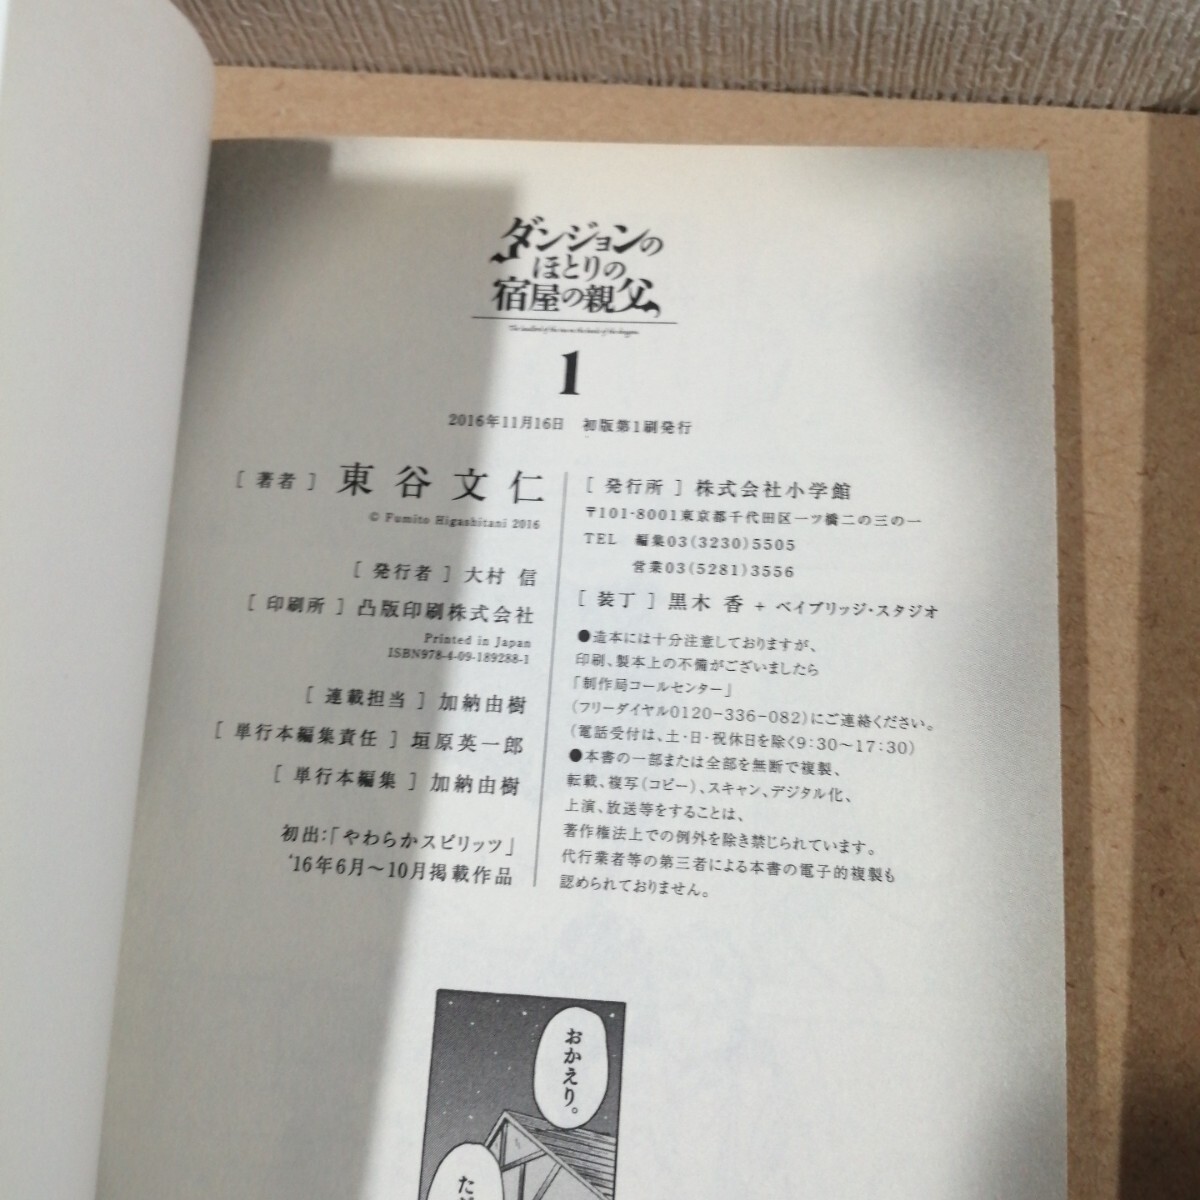 ダンジョンの
ほとりの
宿屋の親父
1
2016年11月16日 初版第1刷発行
[ 著者 ] 東谷文仁
© Fumito Higashitani 2016
[ 発行者 ] 大村 信
[ 印刷所 ] 凸版印刷株式会社
Printed in Japan
ISBN978-4-09-189288-1
[ 連載担当 ] 加納由樹
[ 単行本編集責任 ] 垣原英一郎
[ 単行本編集 ] 加納由樹
初出:「やわらかスピリッツ」
'16年6月〜10月掲載作品
[ 発行所 ] 株式会社小学館
〒101-8001東京都千代田区一ツ橋二の三の一
TEL 編集03(3230)5505
営業03(5281)3556
[ 装丁 ] 黒木 香 + ベイブリッジ・スタジオ
●造本には十分注意しておりますが、
印刷、製本上の不備がございましたら
「制作局コールセンター」
(フリーダイヤル0120-336-082)にご連絡ください。
(電話受付は、土・日・祝休日を除く9:30〜17:30)
●本書の一部または全部を無断で複製、
転載、複写(コピー)、スキャン、デジタル化、
上演、放送等をすることは、
著作権法上での例外を除き禁じられています。
代行業者等の第三者による本書の電子的複製も
認められておりません。
おかえり。